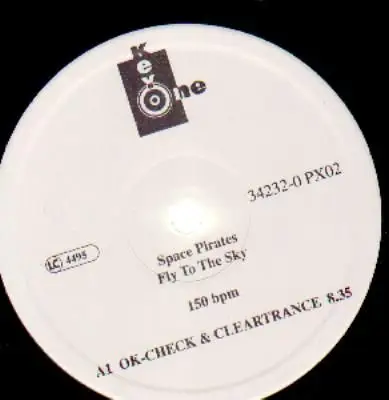 Key One
34232-0 PX02
LC 4495
Space Pirates
Fly To The Sky
150 bpm
A1 OK-CHECK & CLEARTRANCE 8.35